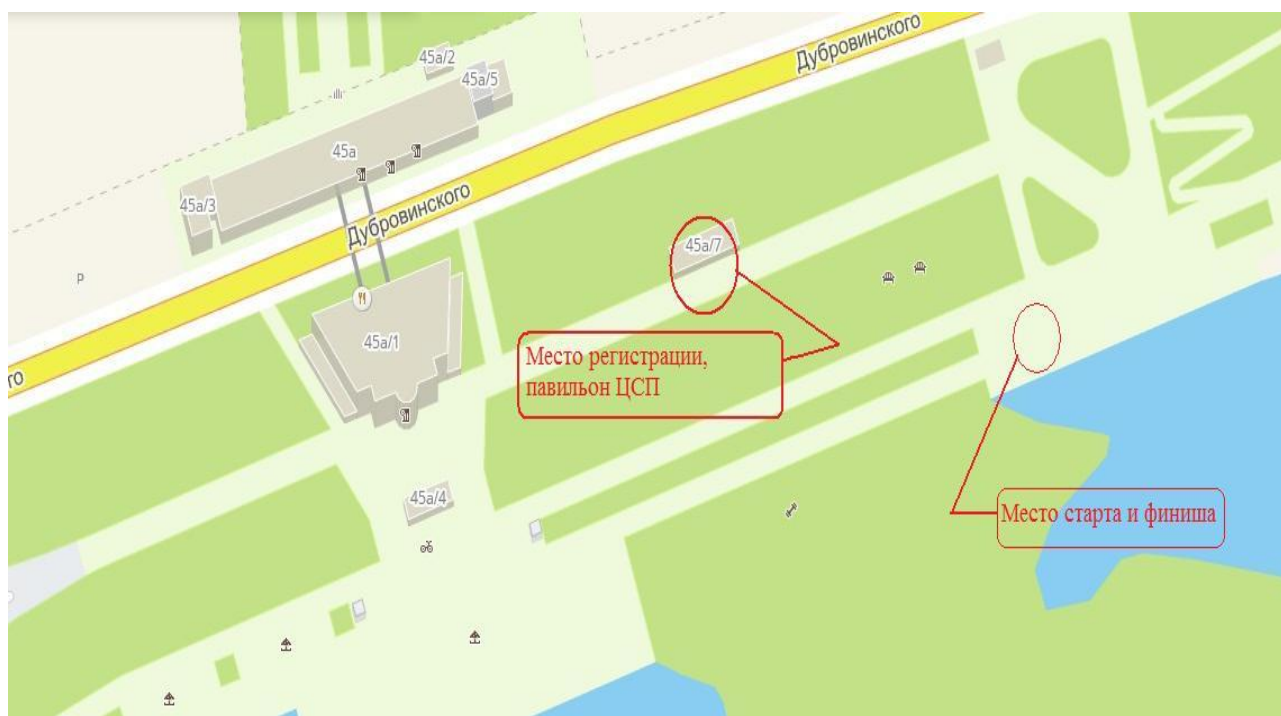 45а/2
45а/5
Дубровинского
45а
45а/3
Дубровинского
P
45а/7
45а/1
Место регистрации,
павильон ЦСП
го
45а/4
Место старта и финиша